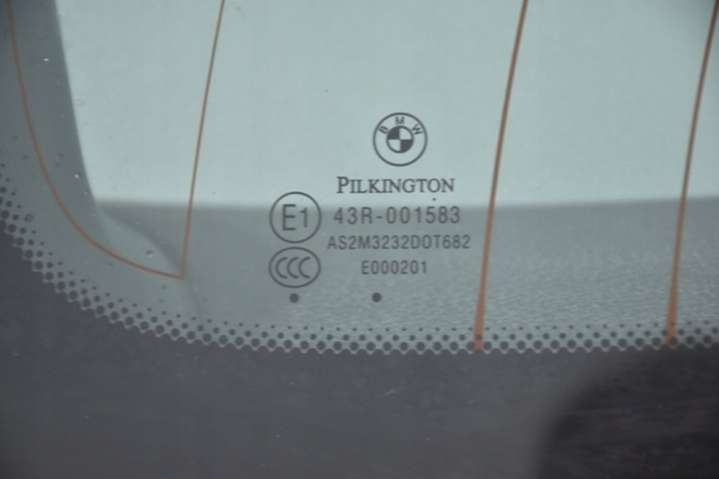 BMW
PILKINGTON
E1 43R-001583
AS2M3232DOT682
CCC E000201